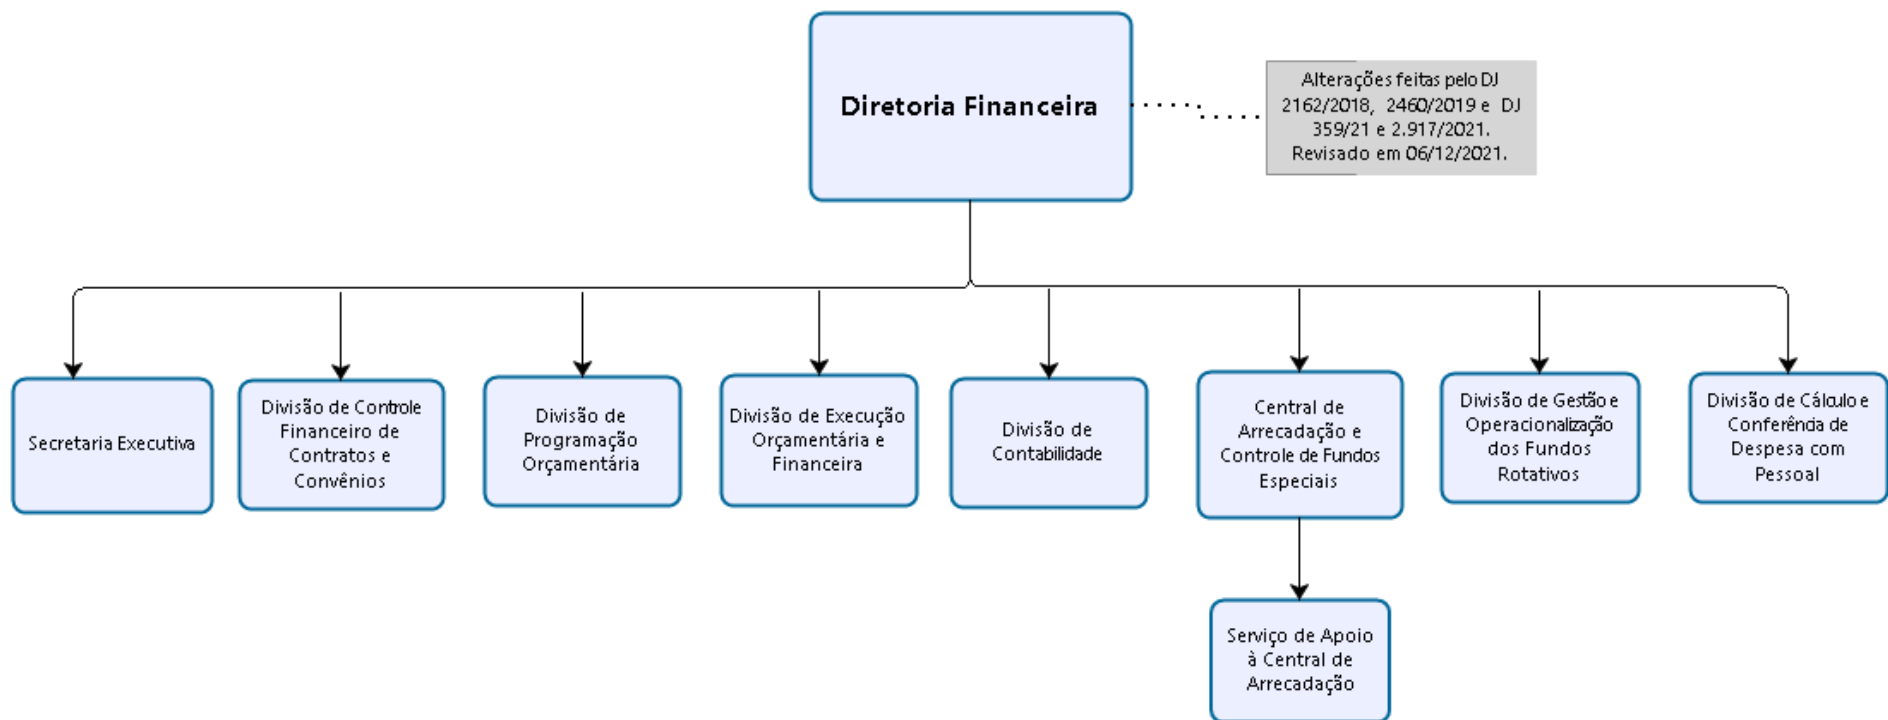 Diretoria Financeira
Alterações feitas pelo DJ
2162/2018, 2460/2019 e DJ
359/21 e 2.917/2021.
Revisado em 06/12/2021.
Secretaria Executiva
Divisão de Controle
Financeiro de
Contratos e
Convênios
Divisão de
Programação
Orçamentária
Divisão de Execução
Orçamentária e
Financeira
Divisão de
Contabilidade
Central de
Arrecadação e
Controle de Fundos
Especiais
Divisão de Gestão e
Operacionalização
dos Fundos
Rotativos
Divisão de Cálculo e
Conferência de
Despesa com
Pessoal
Serviço de Apoio
à Central de
Arrecadação